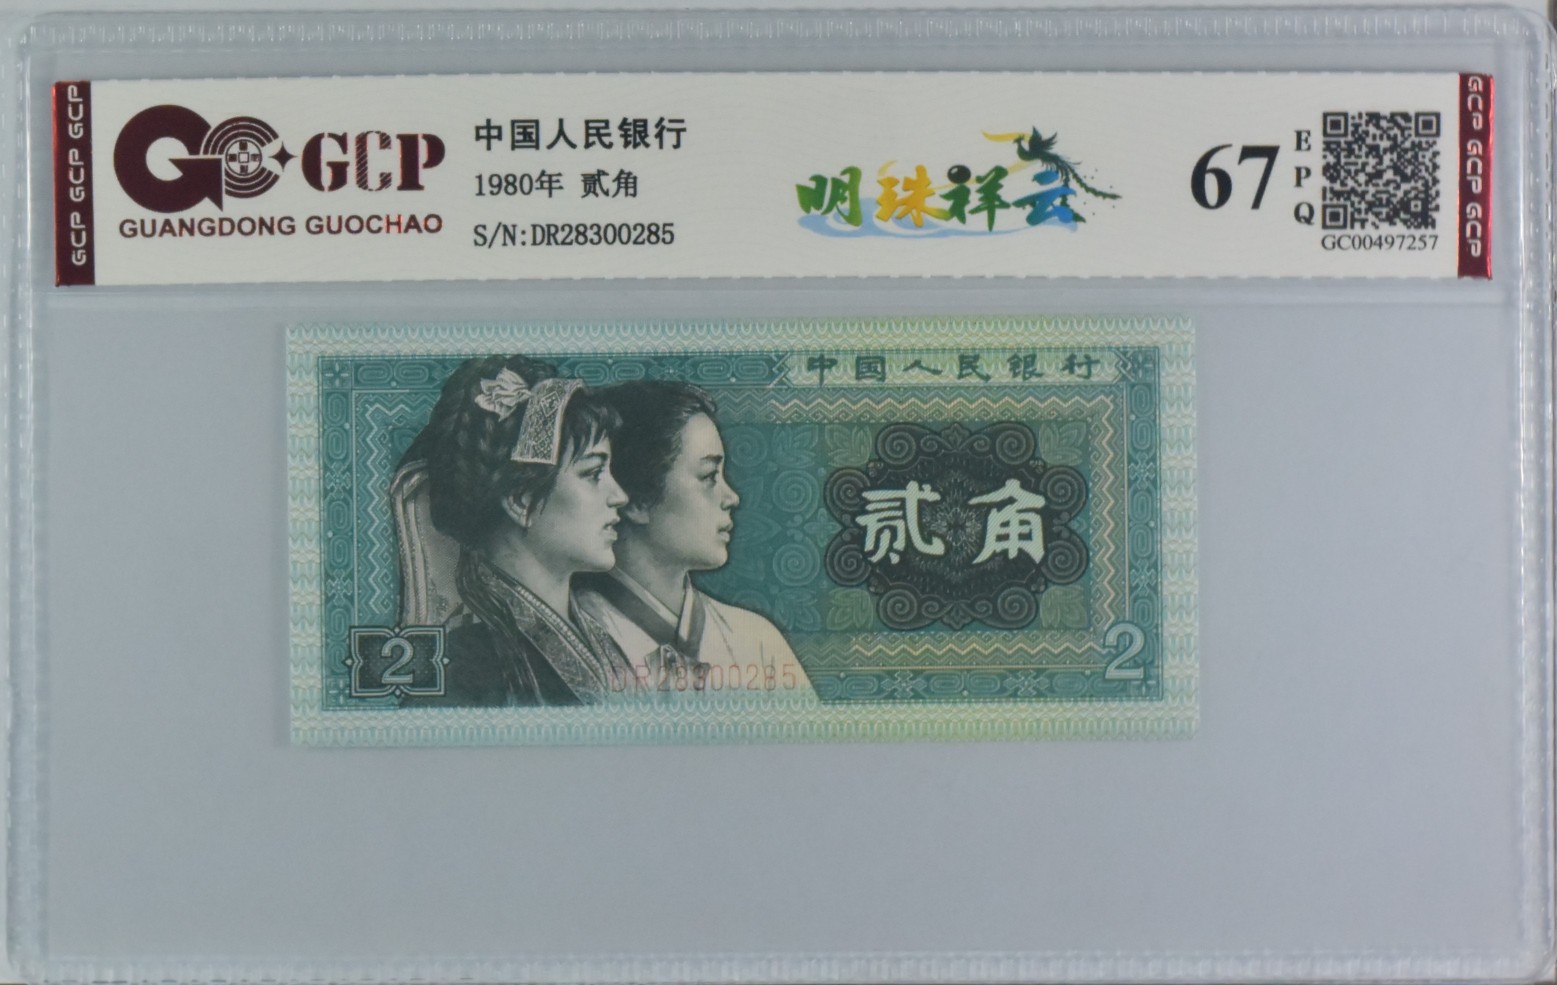 GCP GCP GCP
GCP
GUANGDONG GUOCHAO
中国人民银行
1980年 贰角
S/N:DR28300285
明珠祥云
67
EPQ
GC00497257
GCP GCP GCP
中国人民银行
贰角
2
2
DR28300285